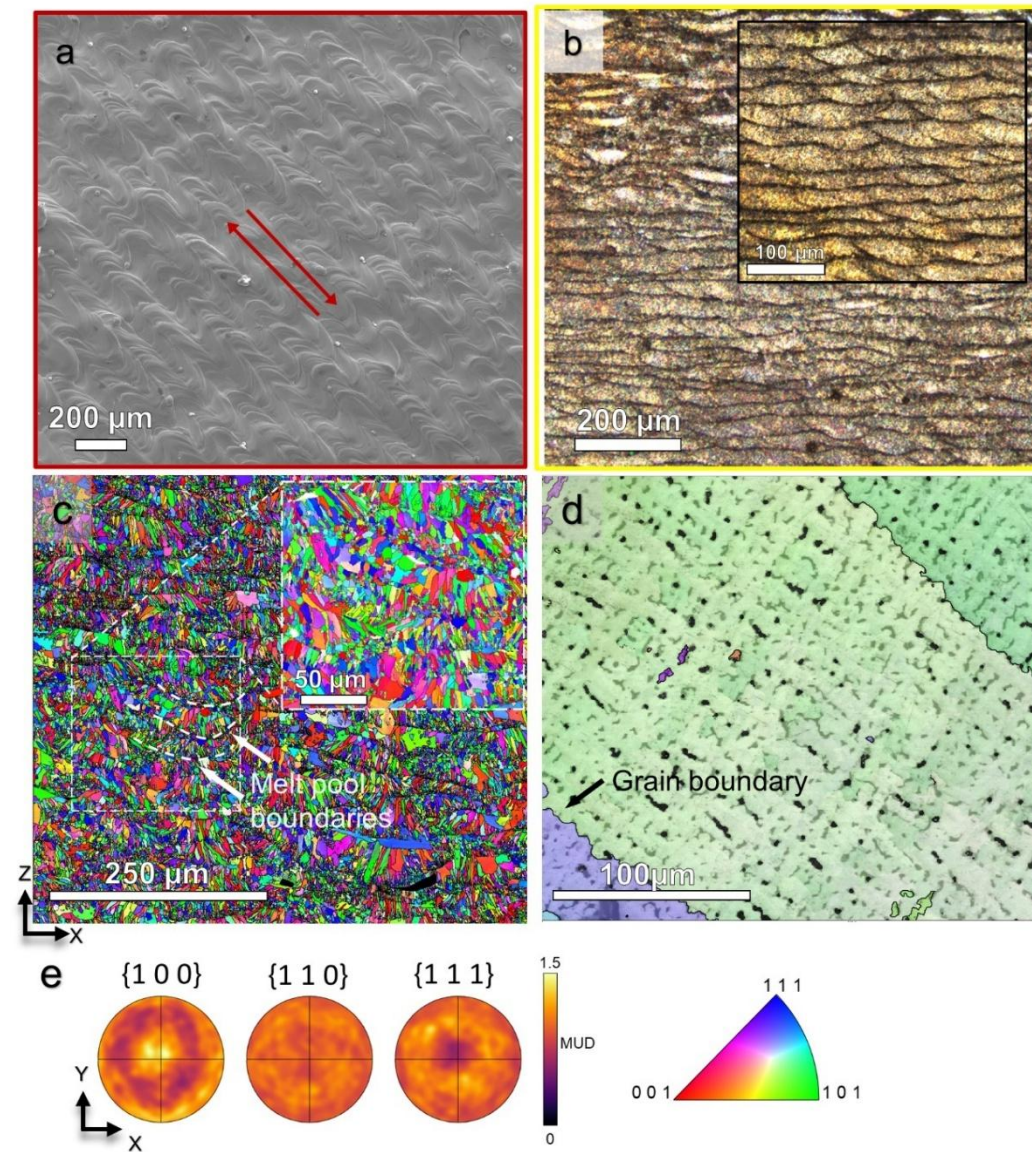 a
200 μm
b
100 μm
200 μm
c
50 μm
Melt pool
boundaries
250 μm
Z
X
d
Grain boundary
100μm
e
{1 0 0}
{1 1 0}
{1 1 1}
1.5
MUD
0
Y
X
1 1 1
0 0 1
1 0 1